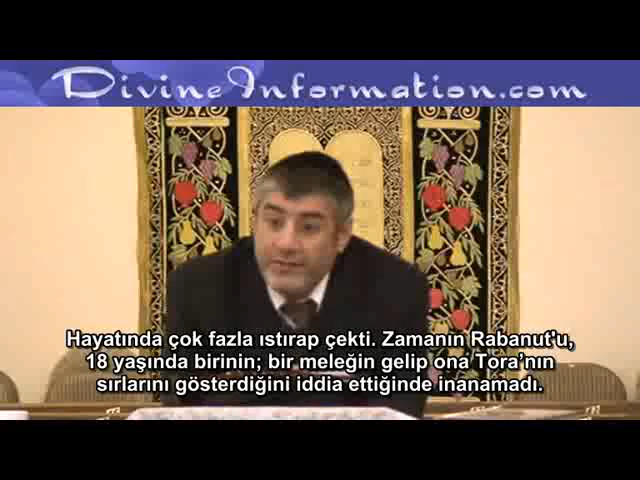 DivineInformation.com
Hayatında çok fazla ıstırap çekti. Zamanın Rabanut'u,
18 yaşında birinin; bir meleğin gelip ona Tora’nın
sırlarını gösterdiğini iddia ettiğinde inanamadı.